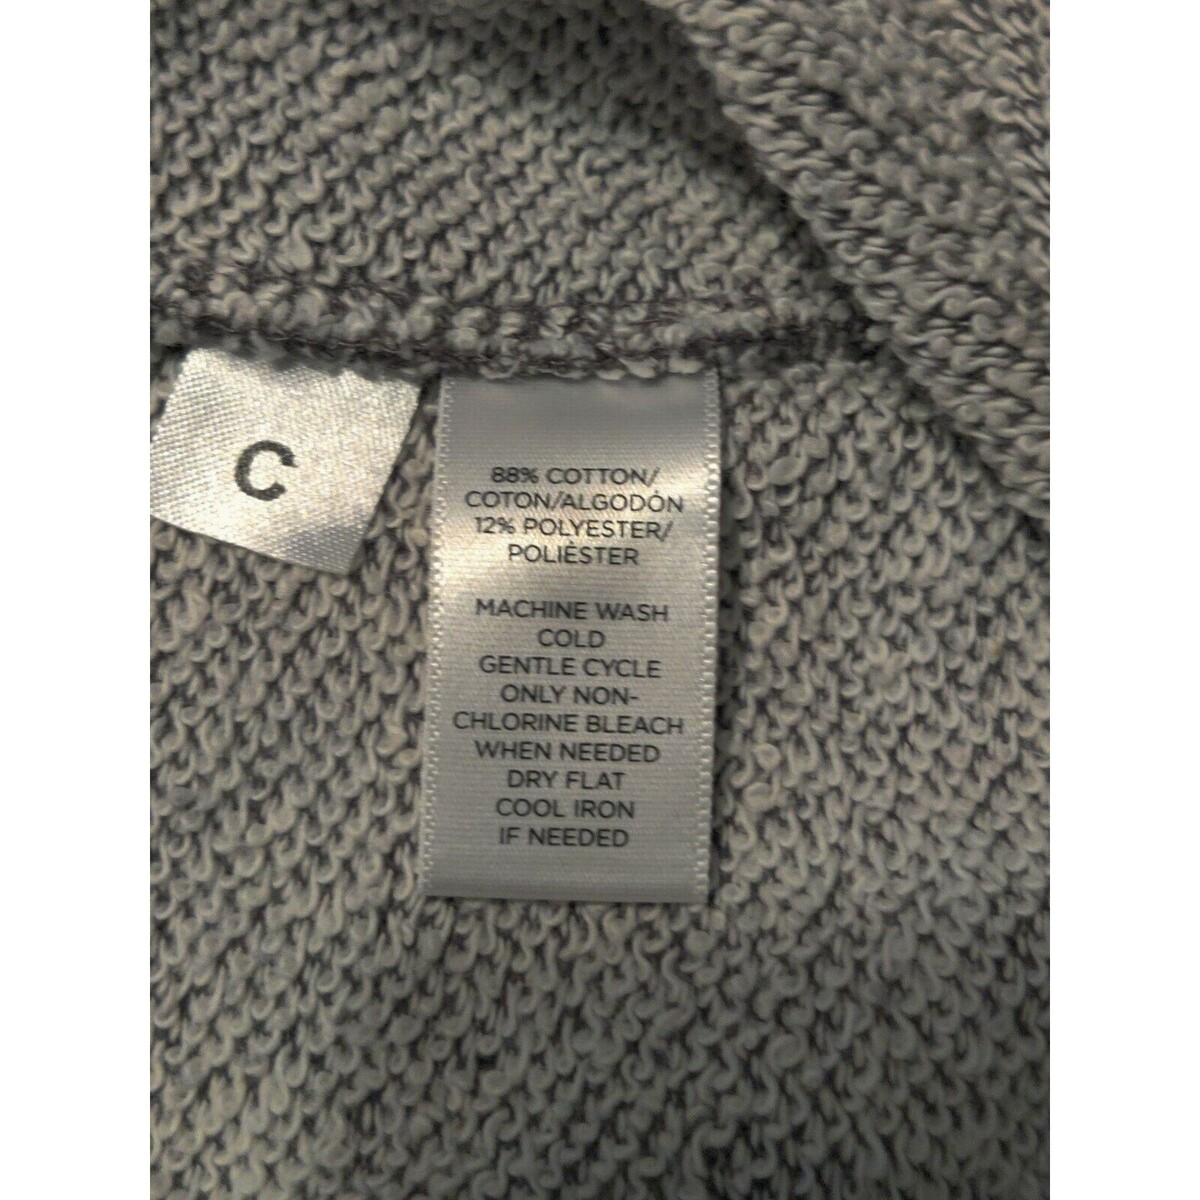 C
88% COTTON/
COTON/ALGODÓN
12% POLYESTER/
POLIÉSTER
MACHINE WASH
COLD
GENTLE CYCLE
ONLY NON-
CHLORINE BLEACH
WHEN NEEDED
DRY FLAT
COOL IRON
IF NEEDED